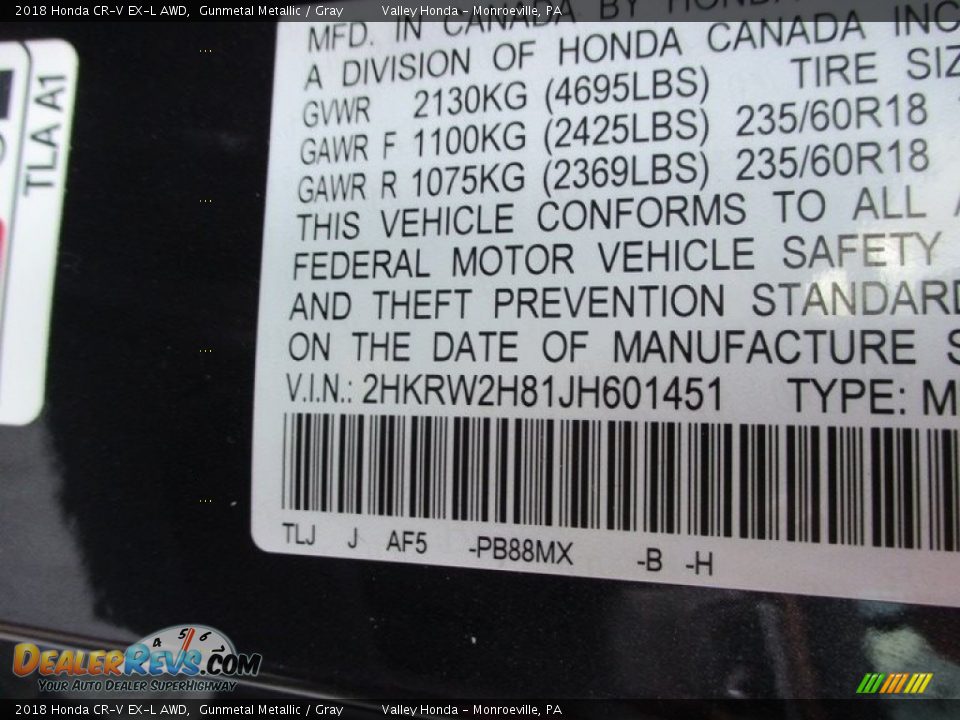 2018 Honda CR-V EX-L AWD,  Gunmetal Metallic / Gray        Valley Honda - Monroeville, PA
TLA A1
MFD. IN CANADA BY HONDA
A DIVISION OF HONDA CANADA INC
GVWR 2130KG (4695LBS) TIRE SIZ
GAWR F 1100KG (2425LBS) 235/60R18
GAWR R 1075KG (2369LBS) 235/60R18
THIS VEHICLE CONFORMS TO ALL A
FEDERAL MOTOR VEHICLE SAFETY
AND THEFT PREVENTION STANDARD
ON THE DATE OF MANUFACTURE S
V.I.N.: 2HKRW2H81JH601451 TYPE: M
TLJ J AF5 -PB88MX -B -H
4 5 6
DEALERREVS.COM
YOUR AUTO DEALER SUPERHIGHWAY
2018 Honda CR-V EX-L AWD,  Gunmetal Metallic / Gray        Valley Honda - Monroeville, PA